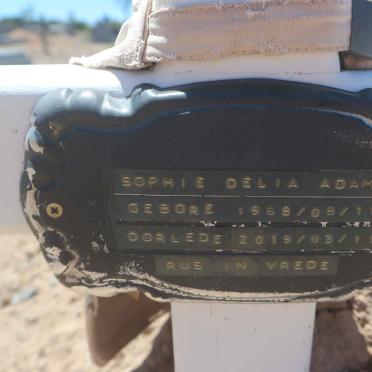 SOPHIE DELIA ADAM
GEBORE 1968/08/1
OORLEDE 2019/03/1
RUS IN VREDE